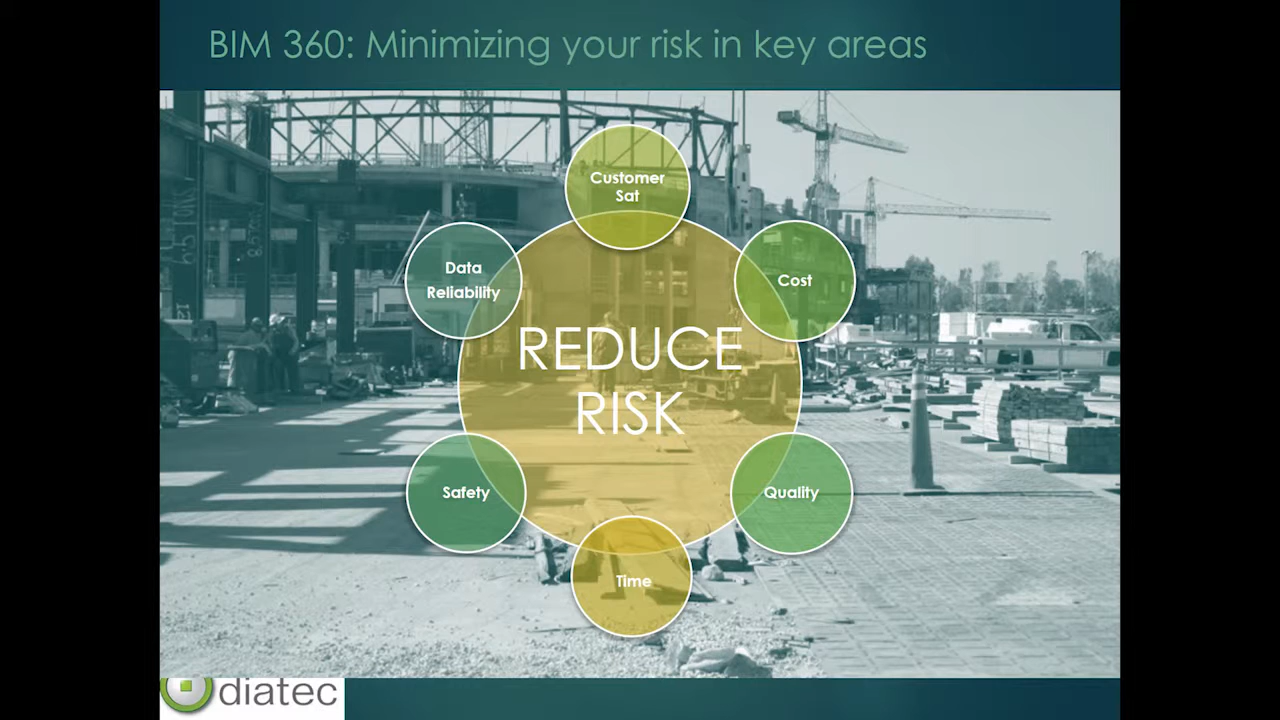 BIM 360: Minimizing your risk in key areas
Customer
Sat
Data
Reliability
Cost
REDUCE
RISK
Safety
Quality
Time
diatec